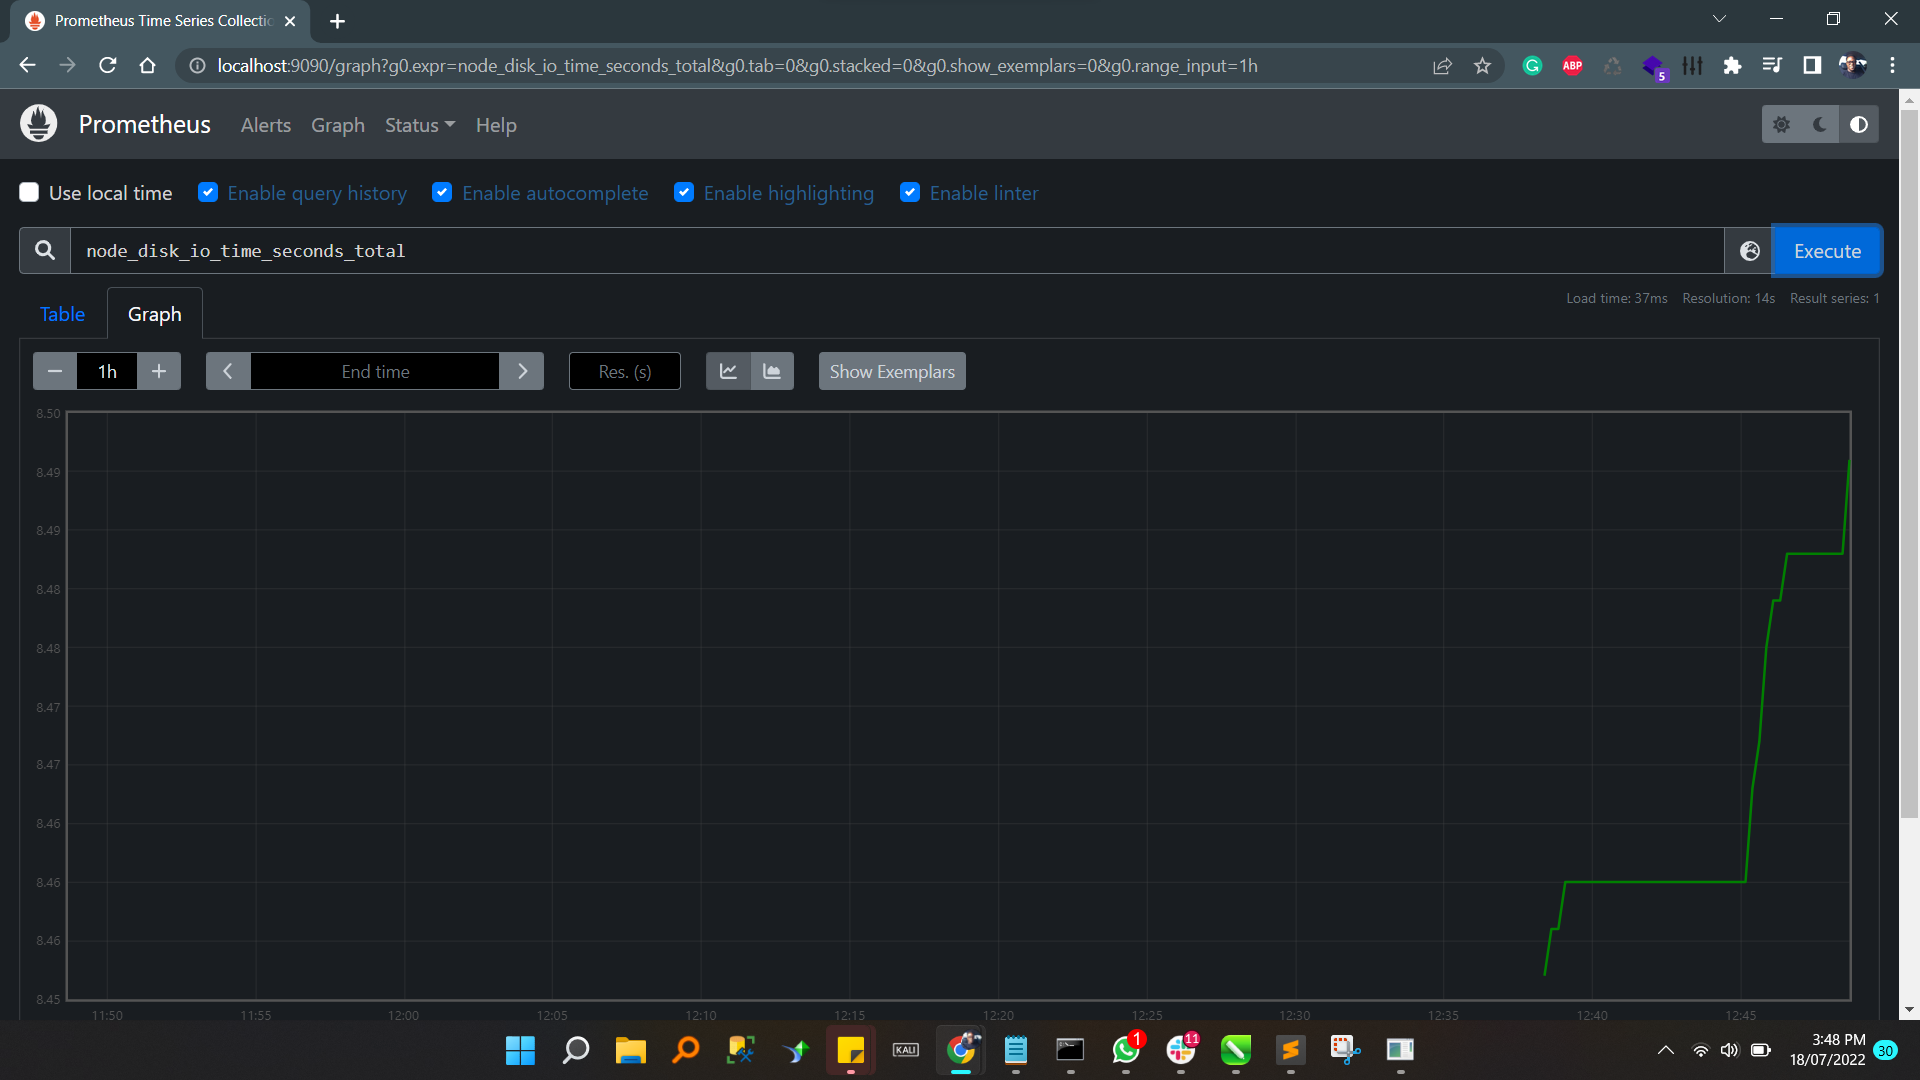 Prometheus Time Series Collectio
localhost:9090/graph?g0.expr=node_disk_io_time_seconds_total&g0.tab=0&g0.stacked=0&g0.show_exemplars=0&g0.range_input=1h
ABP
5
Prometheus Alerts Graph Status Help
Use local time Enable query history Enable autocomplete Enable highlighting Enable linter
node_disk_io_time_seconds_total
Execute
Load time: 37ms Resolution: 14s Result series: 1
Table Graph
1h End time Res. (s) Show Exemplars
8.50
8.49
8.49
8.48
8.48
8.47
8.47
8.46
8.46
8.46
8.45
11:50 11:55 12:00 12:05 12:10 12:15 12:20 12:25 12:30 12:35 12:40 12:45
KALI
1
11
3:48 PM
18/07/2022
30